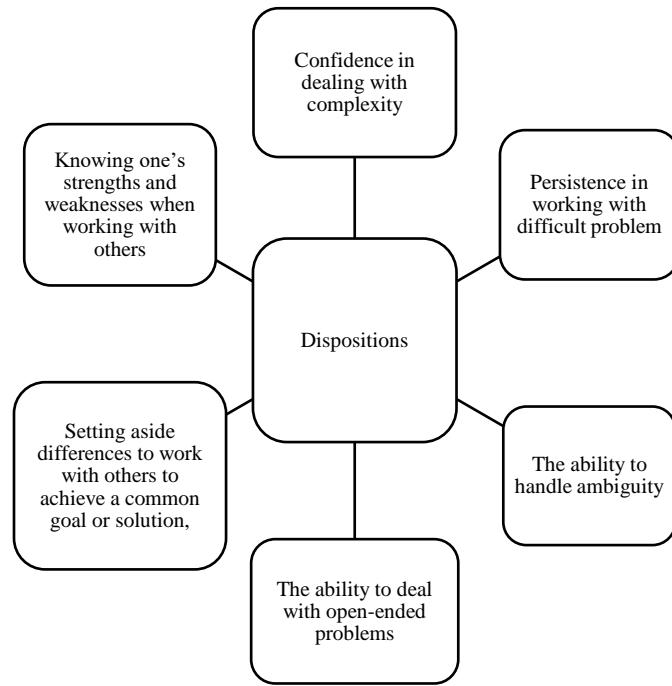 Confidence in
dealing with
complexity
Persistence in
working with
difficult problem
The ability to
handle ambiguity
The ability to deal
with open-ended
problems
Setting aside
differences to work
with others to
achieve a common
goal or solution,
Knowing one’s
strengths and
weaknesses when
working with
others
Dispositions